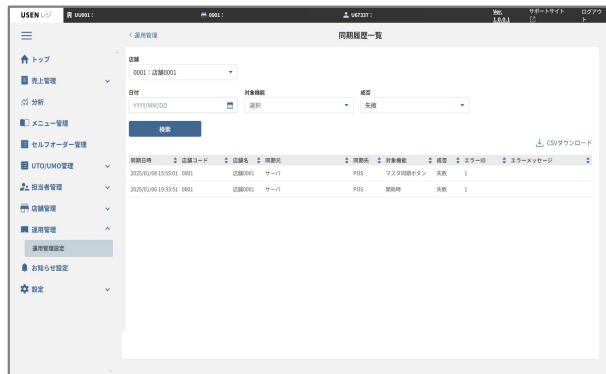 USEN レジ UU001： 0001： U67337： Ver. 1.0.0.1 サポートサイト ログアウト
＜ 運用管理
同期履歴一覧
トップ
売上管理
分析
メニュー管理
セルフオーダー管理
UTO/UMO管理
担当者管理
店舗管理
運用管理
運用管理設定
お知らせ設定
設定
店舗
0001：店舗0001
日付 対象機能 成否
YYYY/MM/DD 選択 失敗
検索
CSVダウンロード
同期日時 店舗コード 店舗名 同期元 同期先 対象機能 成否 エラーID エラーメッセージ
2025/01/08 15:55:01 0001 店舗0001 サーバ POS マスタ同期ボタン 失敗 1
2025/01/06 19:33:51 0001 店舗0001 サーバ POS 開局時 失敗 1